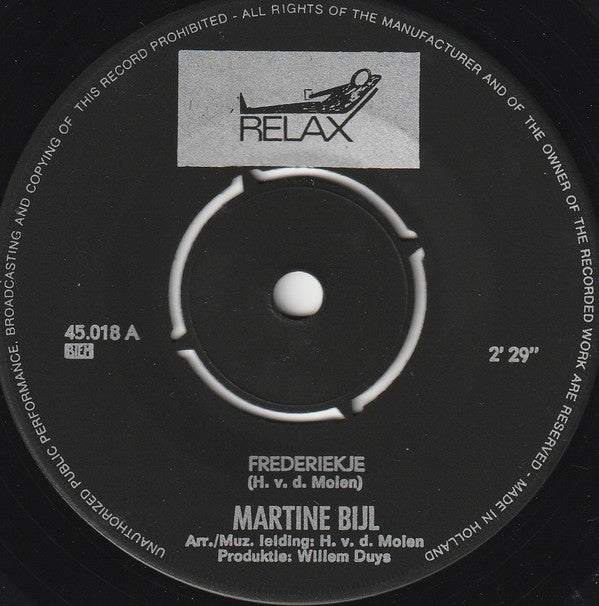 UNAUTHORIZED PUBLIC PERFORMANCE, BROADCASTING AND COPYING OF THIS RECORD PROHIBITED - ALL RIGHTS OF THE MANUFACTURER AND OF THE OWNER OF THE RECORDED WORK ARE RESERVED - MADE IN HOLLAND
RELAX
45.018 A
BIEM
2' 29"
FREDERIEKJE
(H. v. d. Molen)
MARTINE BIJL
Arr./Muz. leiding: H. v. d. Molen
Produktie: Willem Duys